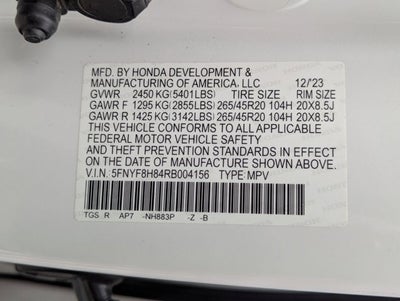 MFD. BY HONDA DEVELOPMENT &
MANUFACTURING OF AMERICA, LLC 12/'23
GVWR 2450 KG(5401LBS) TIRE SIZE RIM SIZE
GAWR F 1295 KG(2855LBS) 265/45R20 104H 20X8.5J
GAWR R 1425 KG(3142LBS) 265/45R20 104H 20X8.5J
THIS VEHICLE CONFORMS TO ALL APPLICABLE
FEDERAL MOTOR VEHICLE SAFETY
AND THEFT PREVENTION STANDARDS IN EFFECT
ON THE DATE OF MANUFACTURE SHOWN ABOVE.
V.I.N: 5FNYF8H84RB004156 TYPE: MPV
TGS R AP7 -NH883P -Z -B